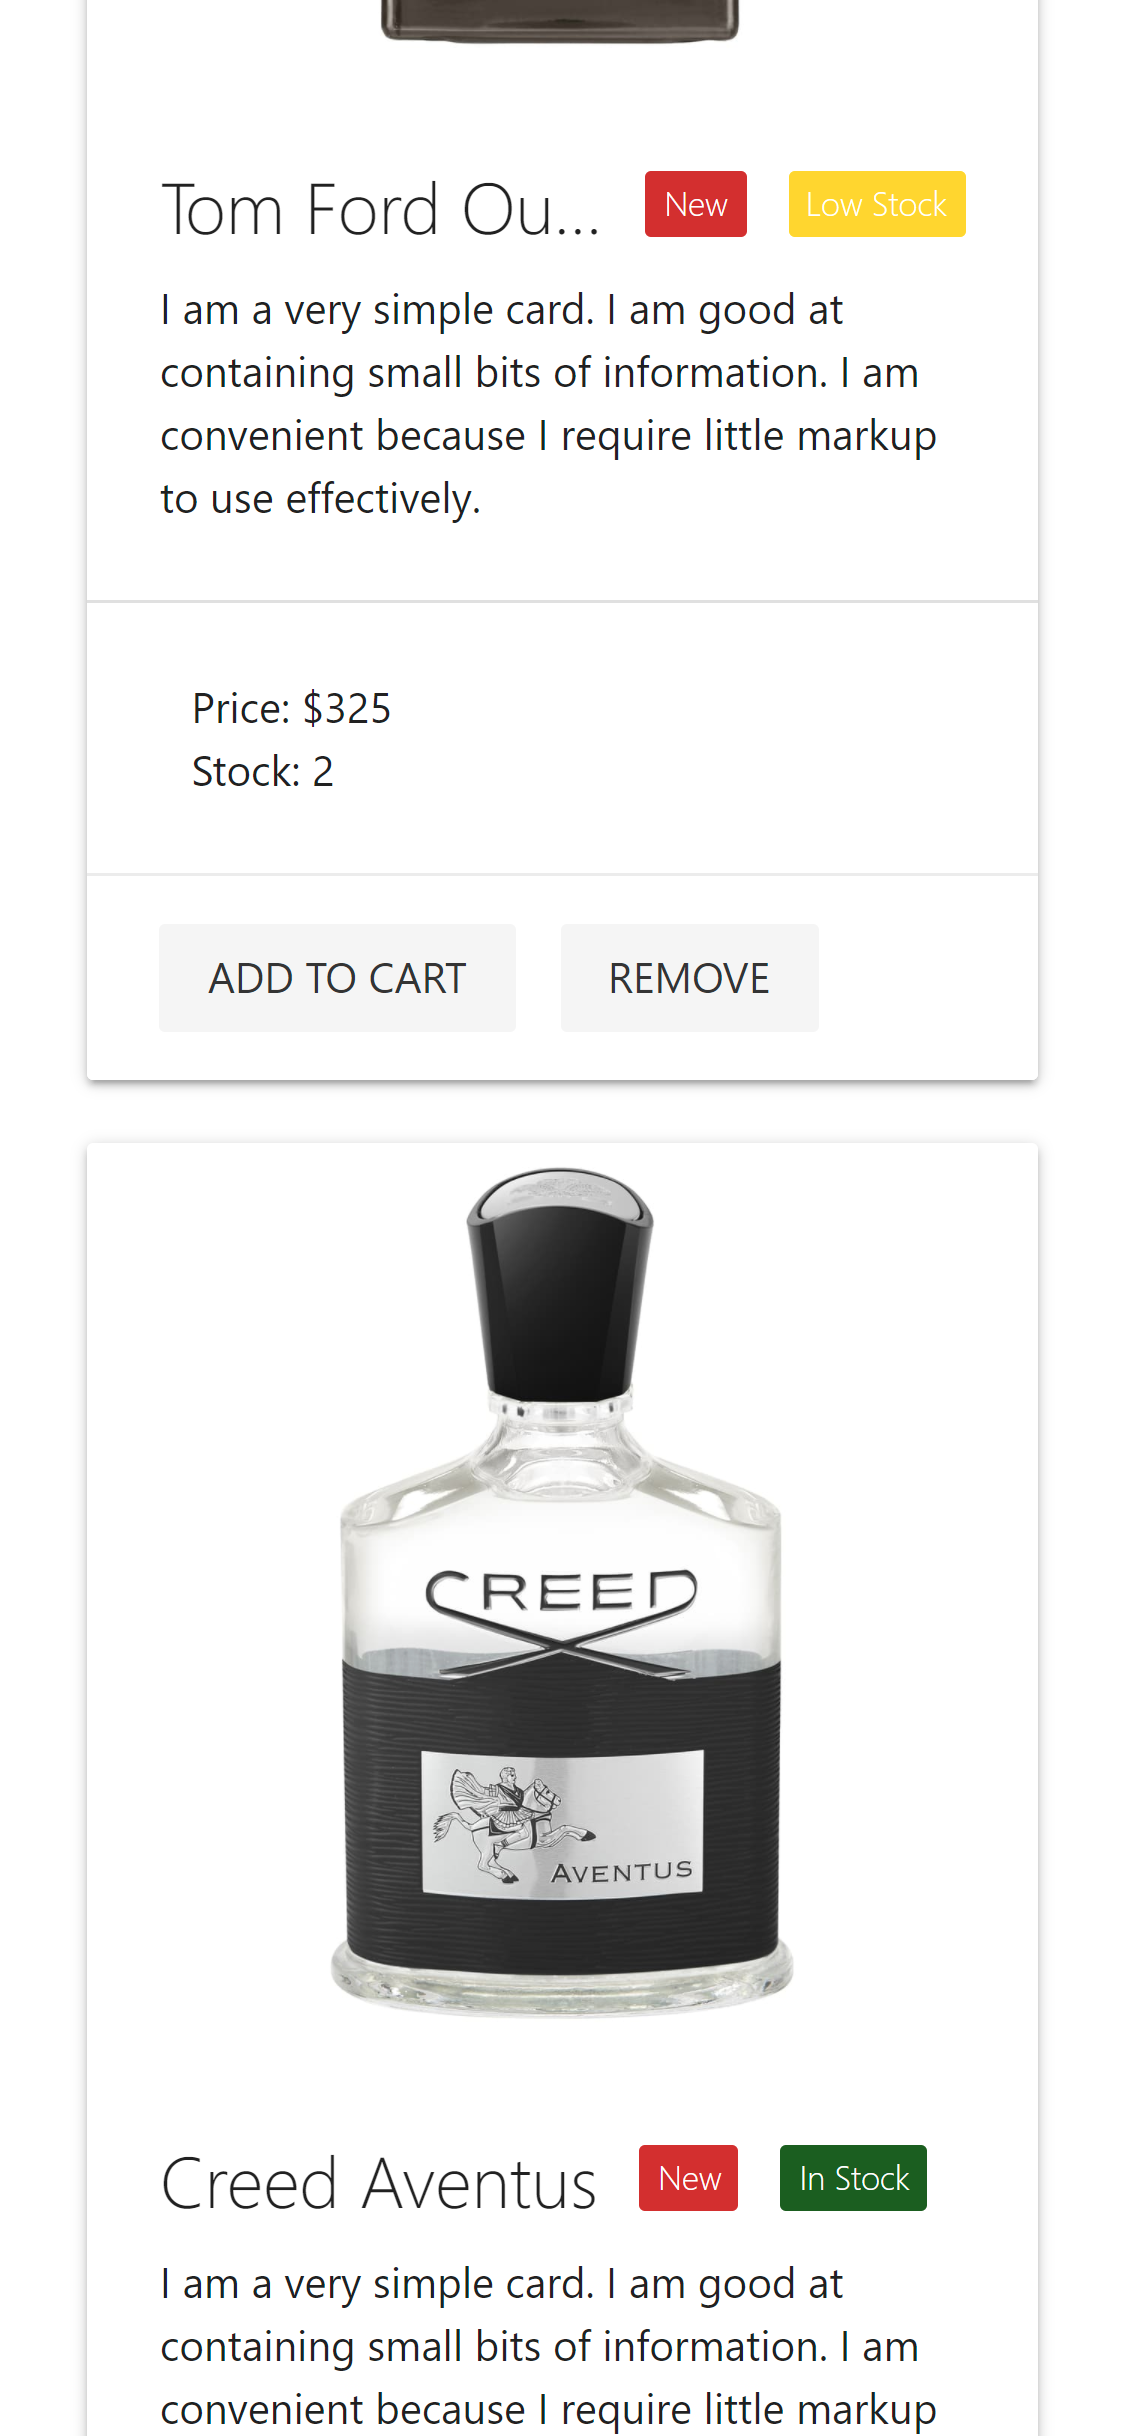 Tom Ford Ou... New Low Stock
I am a very simple card. I am good at
containing small bits of information. I am
convenient because I require little markup
to use effectively.
Price: $325
Stock: 2
ADD TO CART REMOVE
CREED
AVENTUS
Creed Aventus New In Stock
I am a very simple card. I am good at
containing small bits of information. I am
convenient because I require little markup